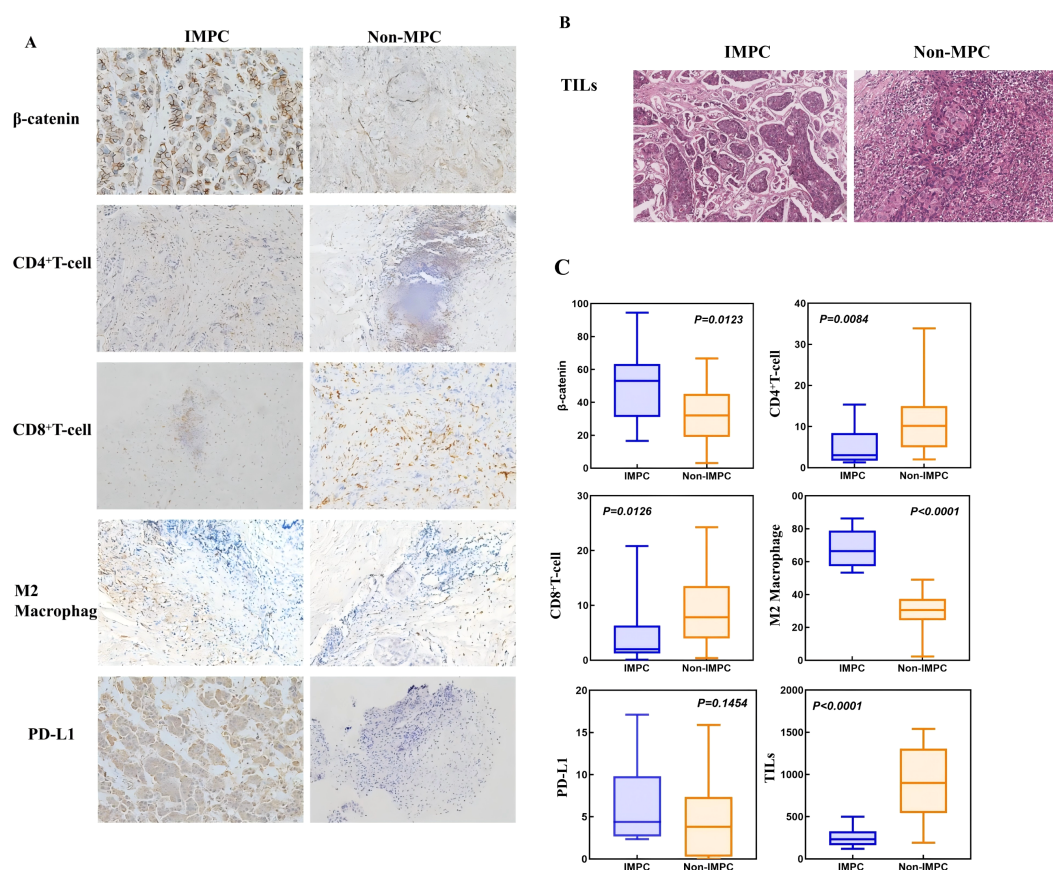 A
IMPC
Non-MPC
β-catenin
CD4⁺T-cell
CD8⁺T-cell
M2
Macrophag
PD-L1
B
IMPC
Non-MPC
TILs
C
β-catenin
100
80
60
40
20
0
P=0.0123
IMPC
Non-IMPC
CD4⁺T-cell
40
30
20
10
0
P=0.0084
IMPC
Non-IMPC
CD8⁺T-cell
30
20
10
0
P=0.0126
IMPC
Non-IMPC
M2 Macrophage
00
80
60
40
20
0
P<0.0001
IMPC
Non-IMPC
PD-L1
20
15
10
5
0
P=0.1454
IMPC
Non-IMPC
TILs
2000
1500
1000
500
0
P<0.0001
IMPC
Non-IMPC